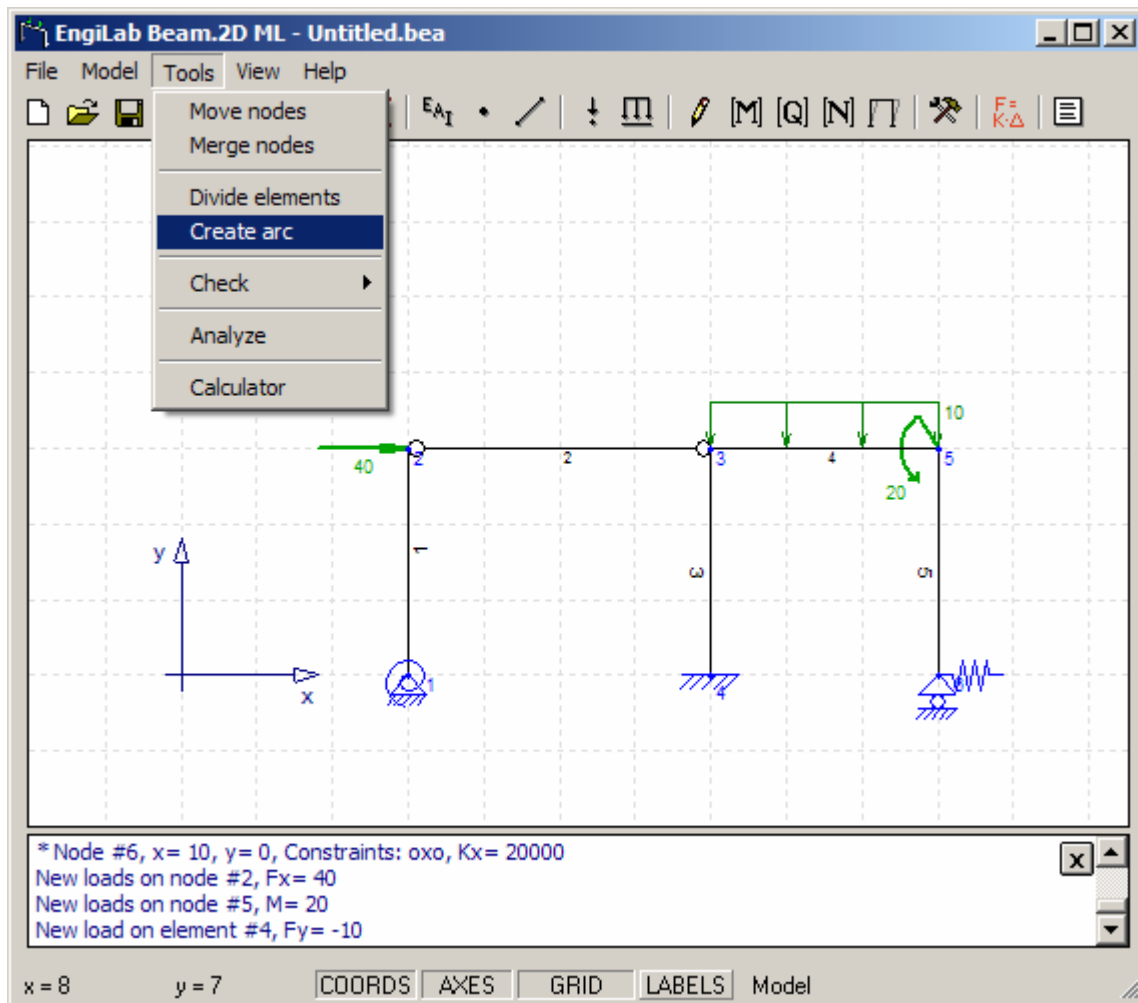 EngiLab Beam.2D ML - Untitled.bea
File Model Tools View Help
EAI [M] [Q] [N] F= K·Δ
Move nodes
Merge nodes
Divide elements
Create arc
Check
Analyze
Calculator
10
40 2 2 3 4 5
20
y 1 3 5
x 1 4
* Node #6, x= 10, y= 0, Constraints: oxo, Kx= 20000
x
New loads on node #2, Fx= 40
New loads on node #5, M= 20
New load on element #4, Fy= -10
x = 8 y = 7 COORDS AXES GRID LABELS Model